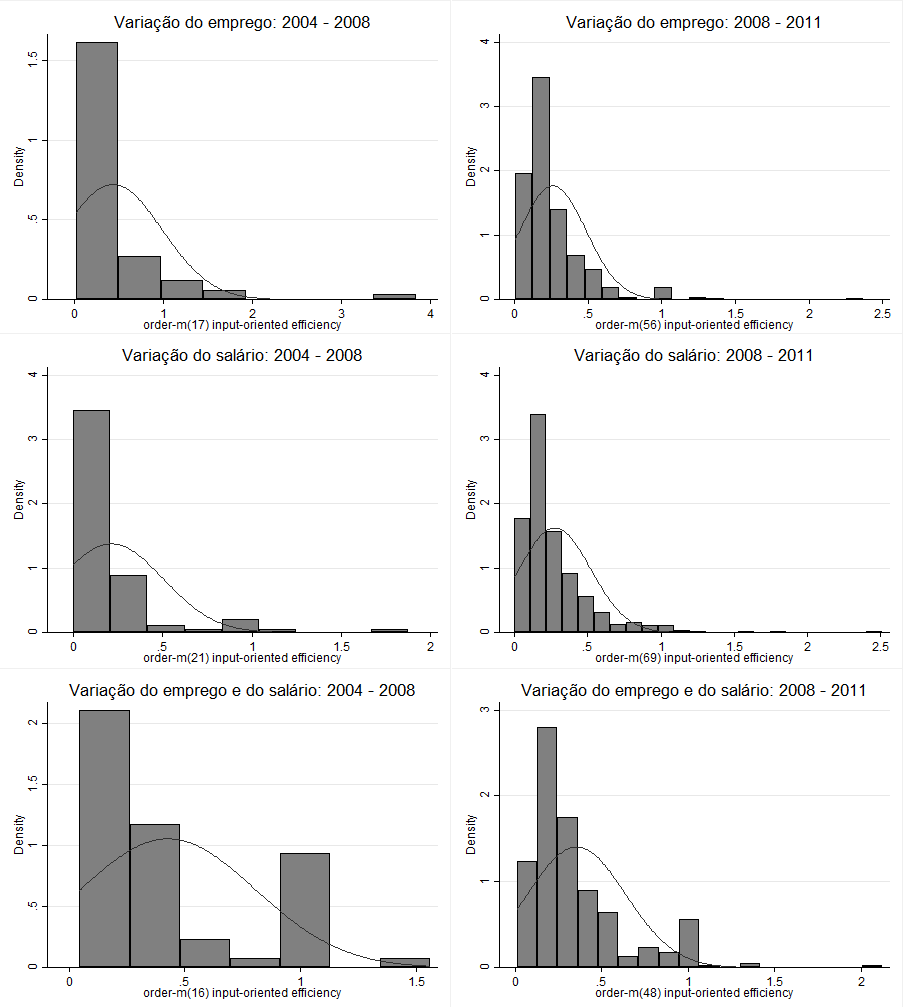 Variação do emprego: 2004 - 2008
Density
0 .5 1 1.5
0 1 2 3 4
order-m(17) input-oriented efficiency
Variação do emprego: 2008 - 2011
Density
0 1 2 3 4
0 .5 1 1.5 2 2.5
order-m(56) input-oriented efficiency
Variação do salário: 2004 - 2008
Density
0 1 2 3 4
0 .5 1 1.5 2
order-m(21) input-oriented efficiency
Variação do salário: 2008 - 2011
Density
0 1 2 3 4
0 .5 1 1.5 2 2.5
order-m(69) input-oriented efficiency
Variação do emprego e do salário: 2004 - 2008
Density
0 .5 1 1.5 2
0 .5 1 1.5
order-m(16) input-oriented efficiency
Variação do emprego e do salário: 2008 - 2011
Density
0 1 2 3
0 .5 1 1.5 2
order-m(48) input-oriented efficiency